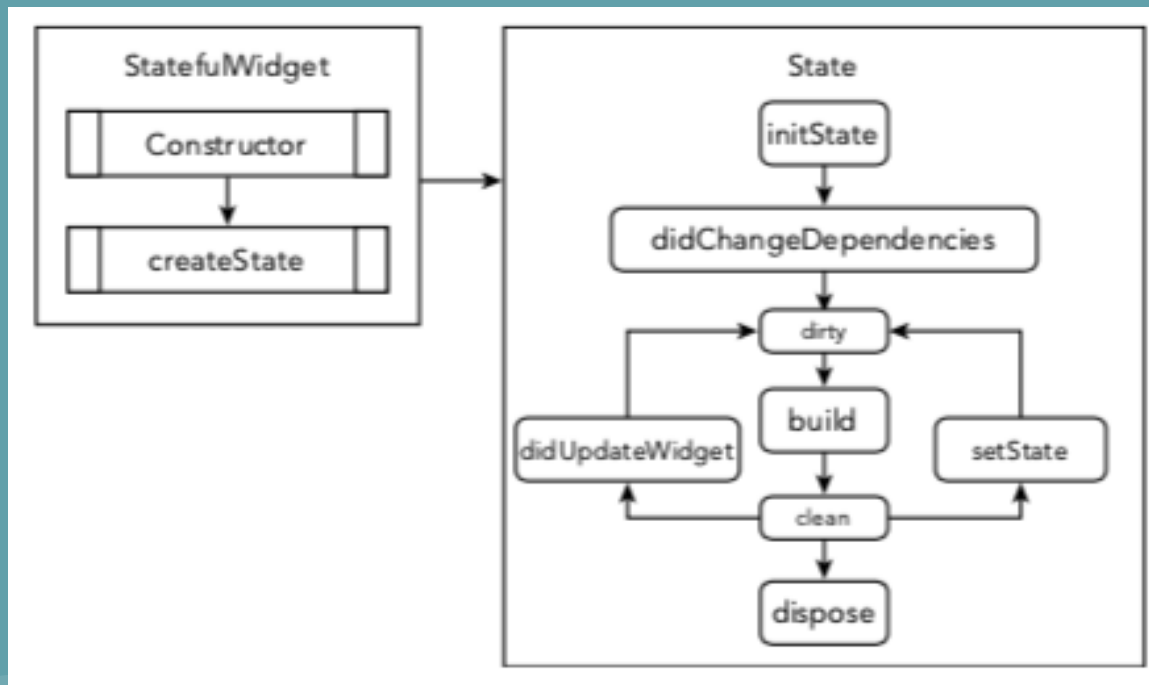 StatefulWidget
Constructor
createState
State
initState
didChangeDependencies
dirty
build
didUpdateWidget
setState
clean
dispose